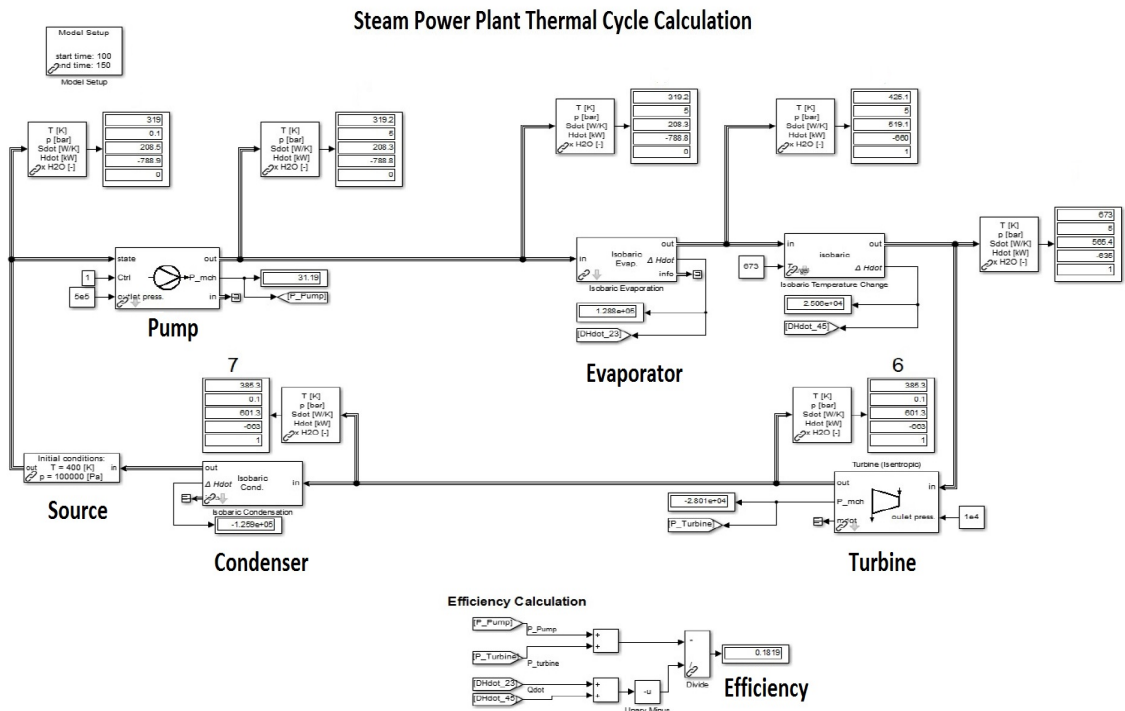 Steam Power Plant Thermal Cycle Calculation
Model Setup
start time: 100
end time: 150
Model Setup
T [K]
p [bar]
Sdot [W/K]
Hdot [kW]
x H2O [-]
319
0.1
208.5
-788.9
0
T [K]
p [bar]
Sdot [W/K]
Hdot [kW]
x H2O [-]
319.2
5
208.3
-788.8
0
T [K]
p [bar]
Sdot [W/K]
Hdot [kW]
x H2O [-]
319.2
5
208.3
-788.8
0
T [K]
p [bar]
Sdot [W/K]
Hdot [kW]
x H2O [-]
425.1
5
519.1
-660
1
T [K]
p [bar]
Sdot [W/K]
Hdot [kW]
x H2O [-]
673
5
565.4
-635
1
state
out
1
Ctrl
P_mch
31.19
5e5
outlet press.
in
[P_Pump]
Pump
in
Isobaric
Evap.
out
Δ Hdot
info
Isobaric Evaporation
1.288e+05
[DHdot_23]
Evaporator
in
673
isobaric
out
Δ Hdot
Isobaric Temperature Change
2.506e+04
[DHdot_45]
7
385.3
0.1
601.3
-663
1
T [K]
p [bar]
Sdot [W/K]
Hdot [kW]
x H2O [-]
6
T [K]
p [bar]
Sdot [W/K]
Hdot [kW]
x H2O [-]
385.3
0.1
601.3
-663
1
Initial conditions:
T = 400 [K]
p = 100000 [Pa]
out
in
Source
out
Δ Hdot
Isobaric
Cond.
in
Isobaric Condensation
-1.259e+05
Condenser
Turbine (Isentropic)
out
in
P_mch
-2.801e+04
[P_Turbine]
mdot
outlet press.
1e4
Turbine
Efficiency Calculation
[P_Pump]
P_Pump
[P_Turbine]
P_turbine
[DHdot_23]
Qdot
[DHdot_45]
+
+
+
+
-u
Unary Minus
Divide
0.1819
Efficiency